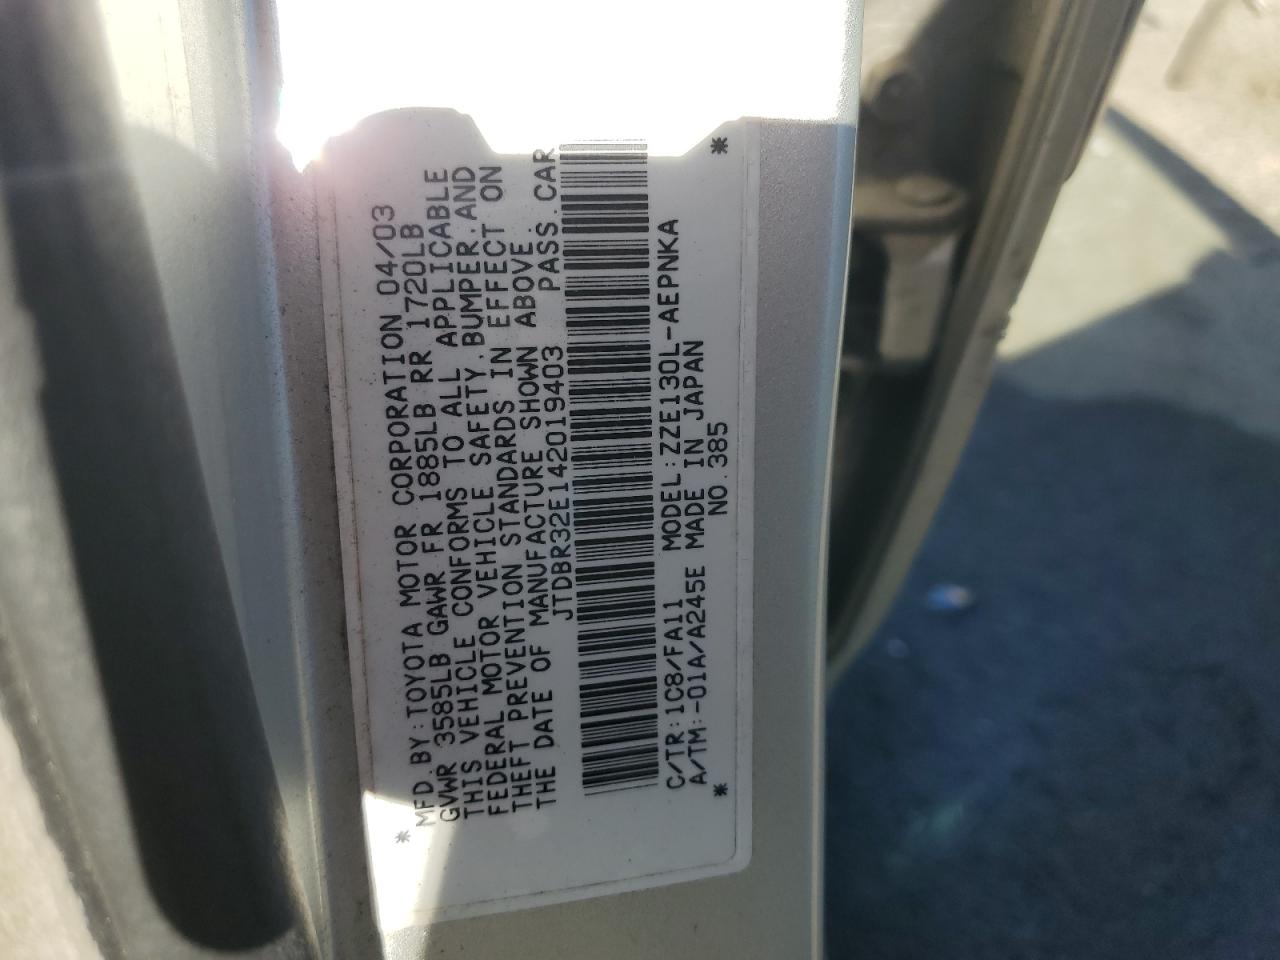 *
MFD.BY:TOYOTA MOTOR CORPORATION 04/03
GVWR 3585LB GAWR FR 1885LB RR 1720LB
THIS VEHICLE CONFORMS TO ALL APPLICABLE
FEDERAL MOTOR VEHICLE SAFETY,BUMPER,AND
THEFT PREVENTION STANDARDS IN EFFECT ON
THE DATE OF MANUFACTURE SHOWN ABOVE.
JTDBR32E142019403 PASS.CAR
C/TR:1C8/FA11 MODEL:ZZE130L-AEPNKA
A/TM:-01A/A245E MADE IN JAPAN
* NO.385 *